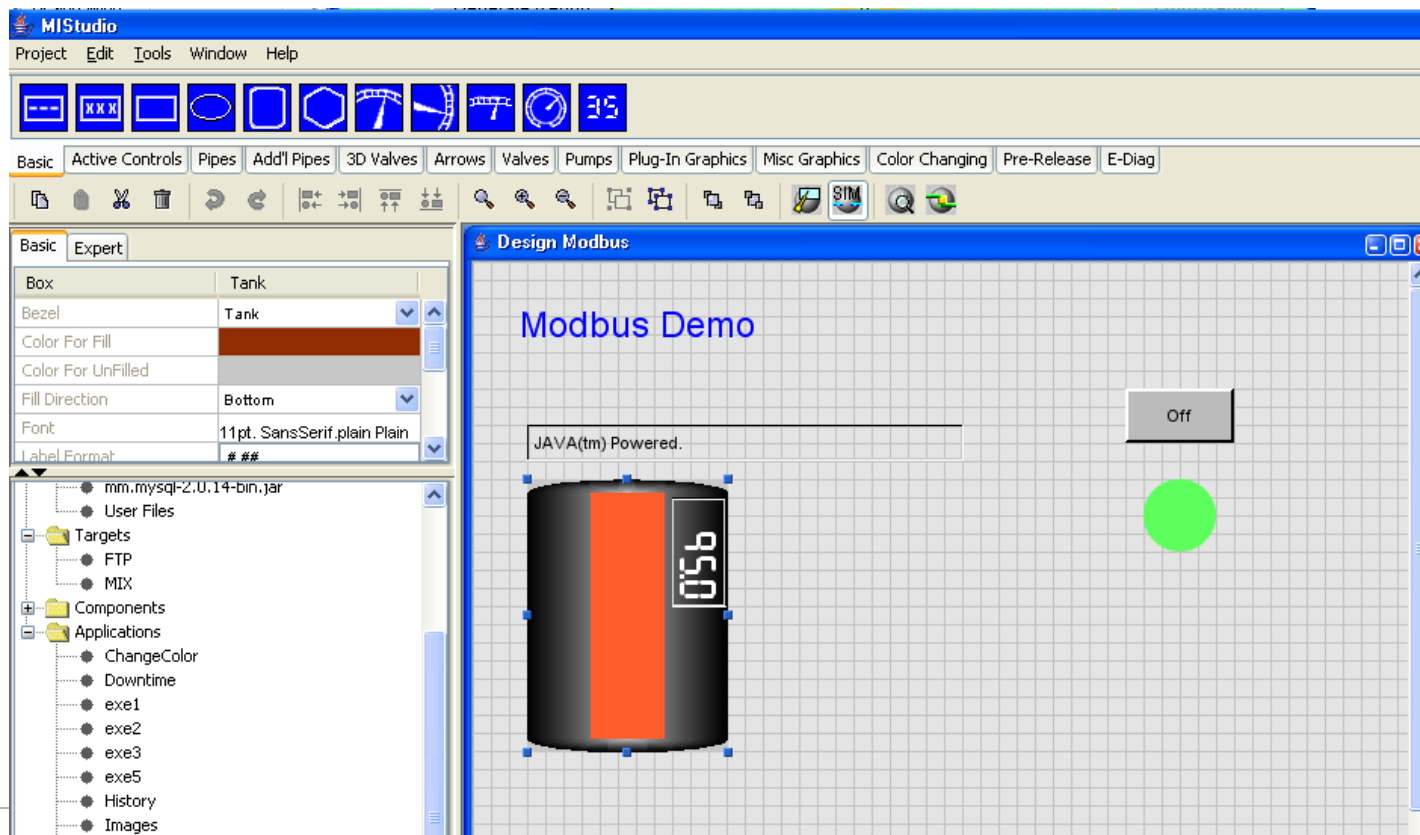 MIStudio
Project Edit Tools Window Help
--- xxx 35
Basic Active Controls Pipes Add'l Pipes 3D Valves Arrows Valves Pumps Plug-In Graphics Misc Graphics Color Changing Pre-Release E-Diag
SIM
Basic Expert
Box Tank
Bezel Tank
Color For Fill
Color For UnFilled
Fill Direction Bottom
Font 11pt. SansSerif.plain Plain
Label Format #.##
mm.mysql-2.0.14-bin.jar
User Files
Targets
FTP
MIX
Components
Applications
ChangeColor
Downtime
exe1
exe2
exe3
exe5
History
Images
Design Modbus
Modbus Demo
Off
JAVA(tm) Powered.